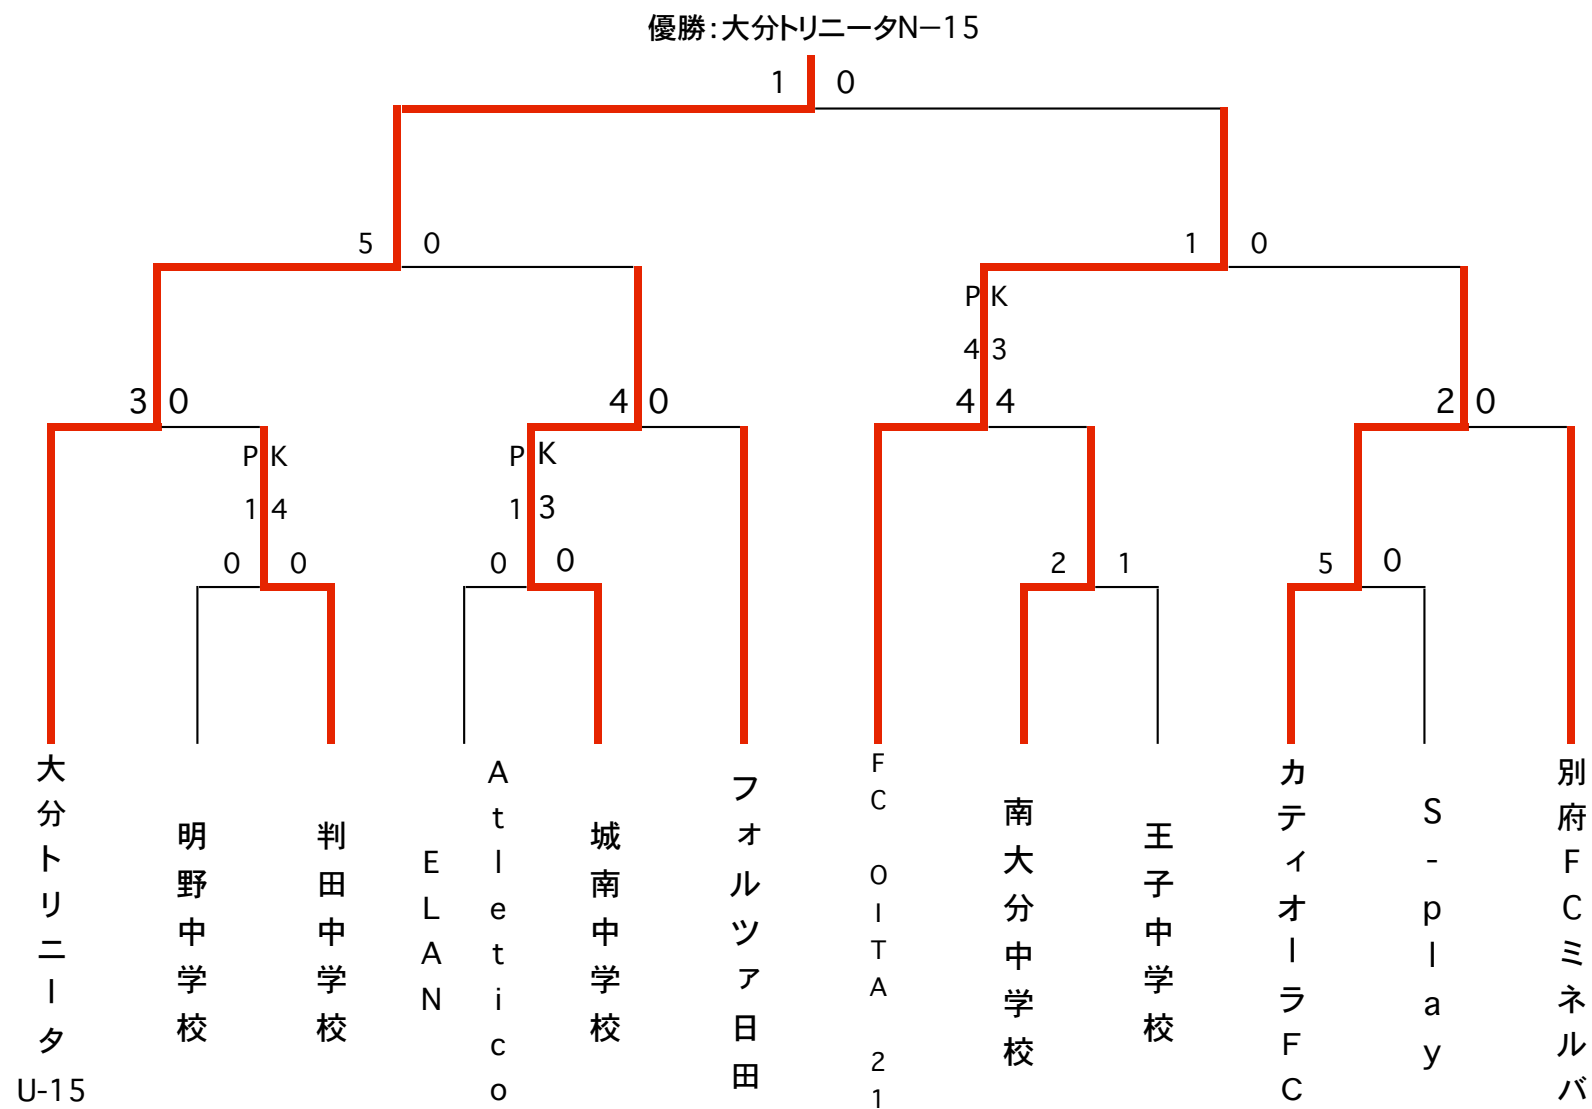 優勝：大分トリニータN－15
1 0
5 0
1 0
PK
4 3
3 0
4 0
4 4
2 0
PK
1 4
PK
1 3
0 0
0 0
2 1
5 0
大分トリニータ
U-15
明野中学校
判田中学校
Atletico
ELAN
城南中学校
フォルツァ日田
FC OITA 21
南大分中学校
王子中学校
カティオーラFC
S-play
別府FCミネルバ